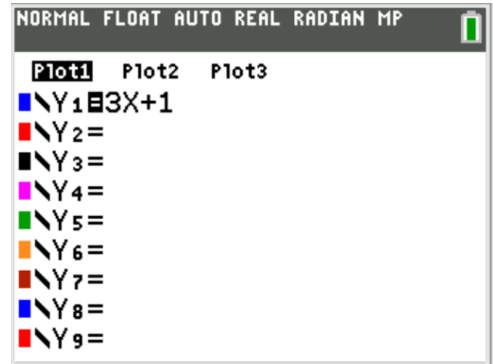 NORMAL FLOAT AUTO REAL RADIAN MP
Plot1 Plot2 Plot3
\Y1=3X+1
\Y2=
\Y3=
\Y4=
\Y5=
\Y6=
\Y7=
\Y8=
\Y9=